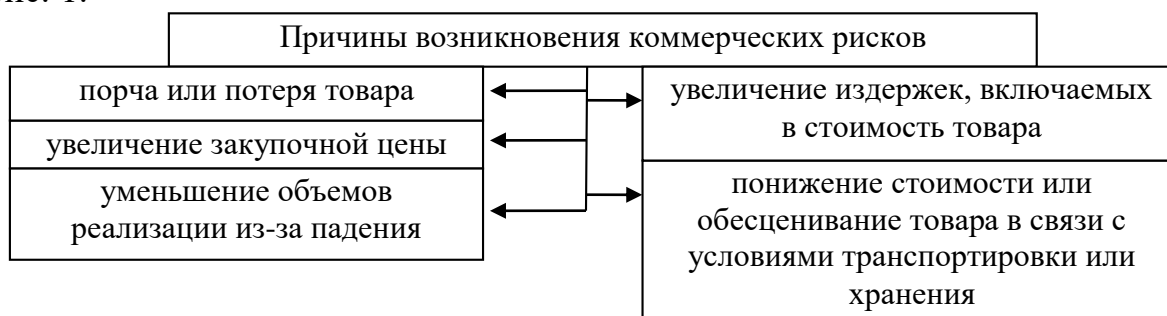 Причины возникновения коммерческих рисков
порча или потеря товара
увеличение закупочной цены
уменьшение объемов
реализации из-за падения
увеличение издержек, включаемых
в стоимость товара
понижение стоимости или
обесценивание товара в связи с
условиями транспортировки или
хранения